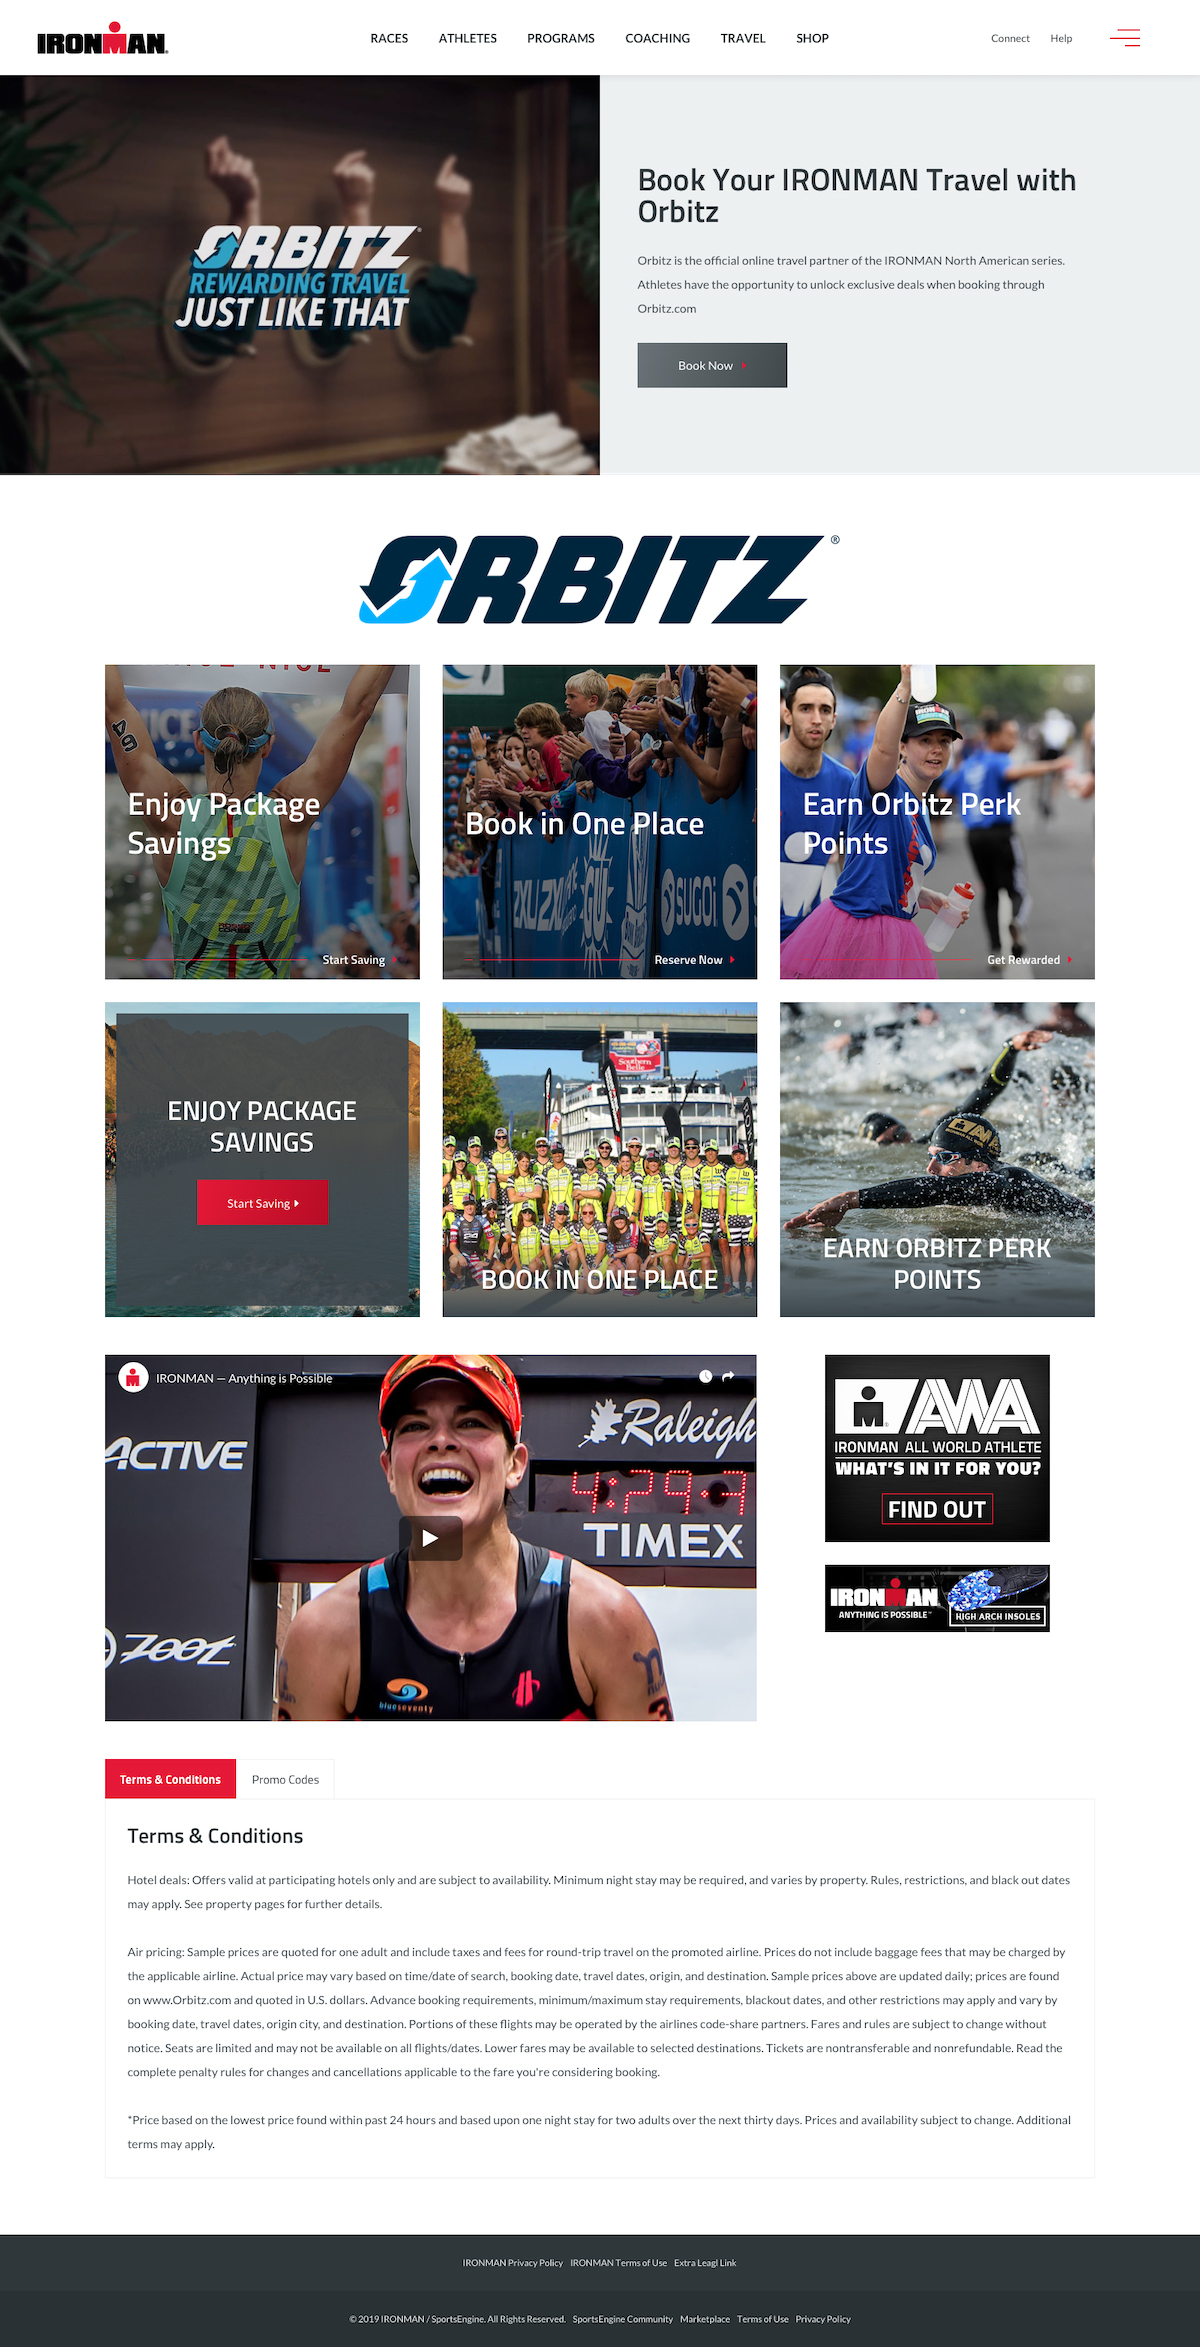 IRONMAN®
RACES ATHLETES PROGRAMS COACHING TRAVEL SHOP
Connect Help
ORBITZ®
REWARDING TRAVEL
JUST LIKE THAT
Book Your IRONMAN Travel with
Orbitz
Orbitz is the official online travel partner of the IRONMAN North American series.
Athletes have the opportunity to unlock exclusive deals when booking through
Orbitz.com
Book Now
ORBITZ®
Enjoy Package
Savings
Start Saving
Book in One Place
SUGOI
Reserve Now
Earn Orbitz Perk
Points
Get Rewarded
ENJOY PACKAGE
SAVINGS
Start Saving
Southern
Belle
BOOK IN ONE PLACE
EARN ORBITZ PERK
POINTS
IRONMAN — Anything is Possible
Raleigh
ACTIVE
4:29:3
TIMEX
ZOOT
blueseventy
AWA
IRONMAN ALL WORLD ATHLETE
WHAT'S IN IT FOR YOU?
FIND OUT
IRONMAN
ANYTHING IS POSSIBLE™
HIGH ARCH INSOLES
Terms & Conditions
Promo Codes
Terms & Conditions
Hotel deals: Offers valid at participating hotels only and are subject to availability. Minimum night stay may be required, and varies by property. Rules, restrictions, and black out dates
may apply. See property pages for further details.
Air pricing: Sample prices are quoted for one adult and include taxes and fees for round-trip travel on the promoted airline. Prices do not include baggage fees that may be charged by
the applicable airline. Actual price may vary based on time/date of search, booking date, travel dates, origin, and destination. Sample prices above are updated daily; prices are found
on www.Orbitz.com and quoted in U.S. dollars. Advance booking requirements, minimum/maximum stay requirements, blackout dates, and other restrictions may apply and vary by
booking date, travel dates, origin city, and destination. Portions of these flights may be operated by the airlines code-share partners. Fares and rules are subject to change without
notice. Seats are limited and may not be available on all flights/dates. Lower fares may be available to selected destinations. Tickets are nontransferable and nonrefundable. Read the
complete penalty rules for changes and cancellations applicable to the fare you're considering booking.
*Price based on the lowest price found within past 24 hours and based upon one night stay for two adults over the next thirty days. Prices and availability subject to change. Additional
terms may apply.
IRONMAN Privacy Policy IRONMAN Terms of Use Extra Leagl Link
© 2019 IRONMAN / SportsEngine. All Rights Reserved. SportsEngine Community Marketplace Terms of Use Privacy Policy